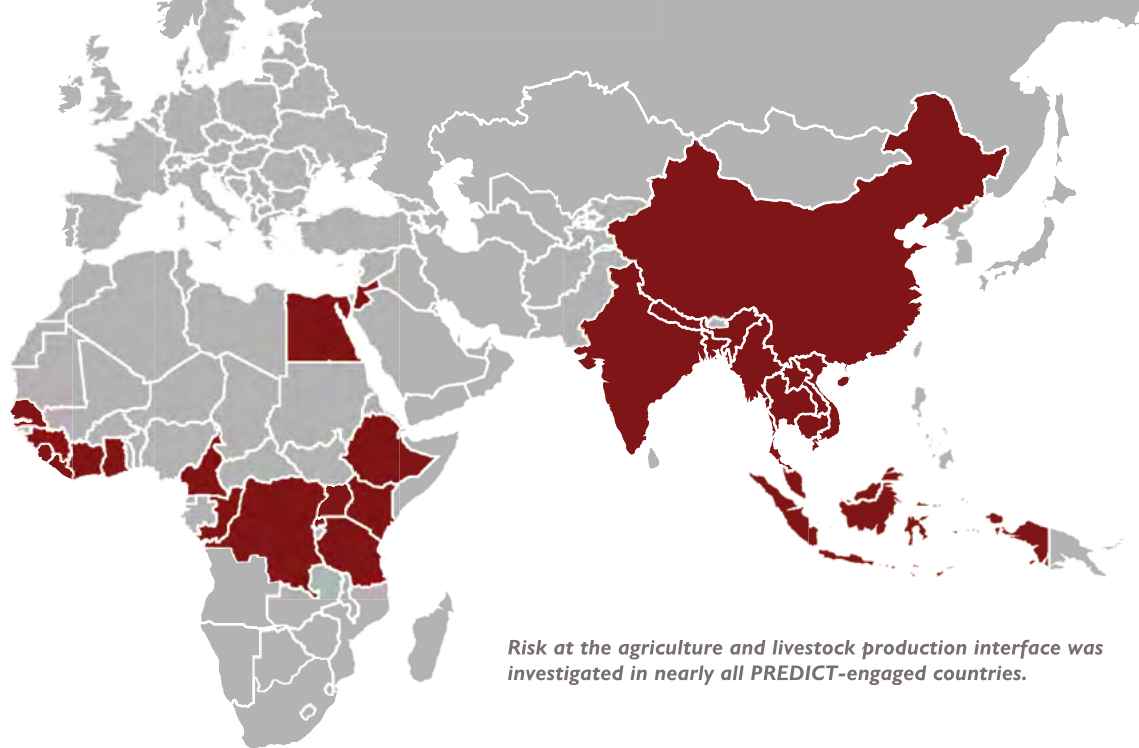 Risk at the agriculture and livestock production interface was
investigated in nearly all PREDICT-engaged countries.